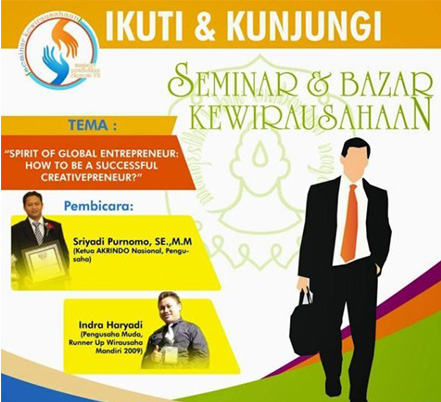 IKUTI & KUNJUNGI
SEMINAR & BAZAR
KEWIRAUSAHAAN
TEMA :
“SPIRIT OF GLOBAL ENTREPRENEUR:
HOW TO BE A SUCCESSFUL
CREATIVEPRENEUR?”
Pembicara:
Sriyadi Purnomo, SE.,M.M
(Ketua AKRINDO Nasional, Pengu-
saha)
Indra Haryadi
(Pengusaha Muda,
Runner Up Wirausaha
Mandiri 2009)